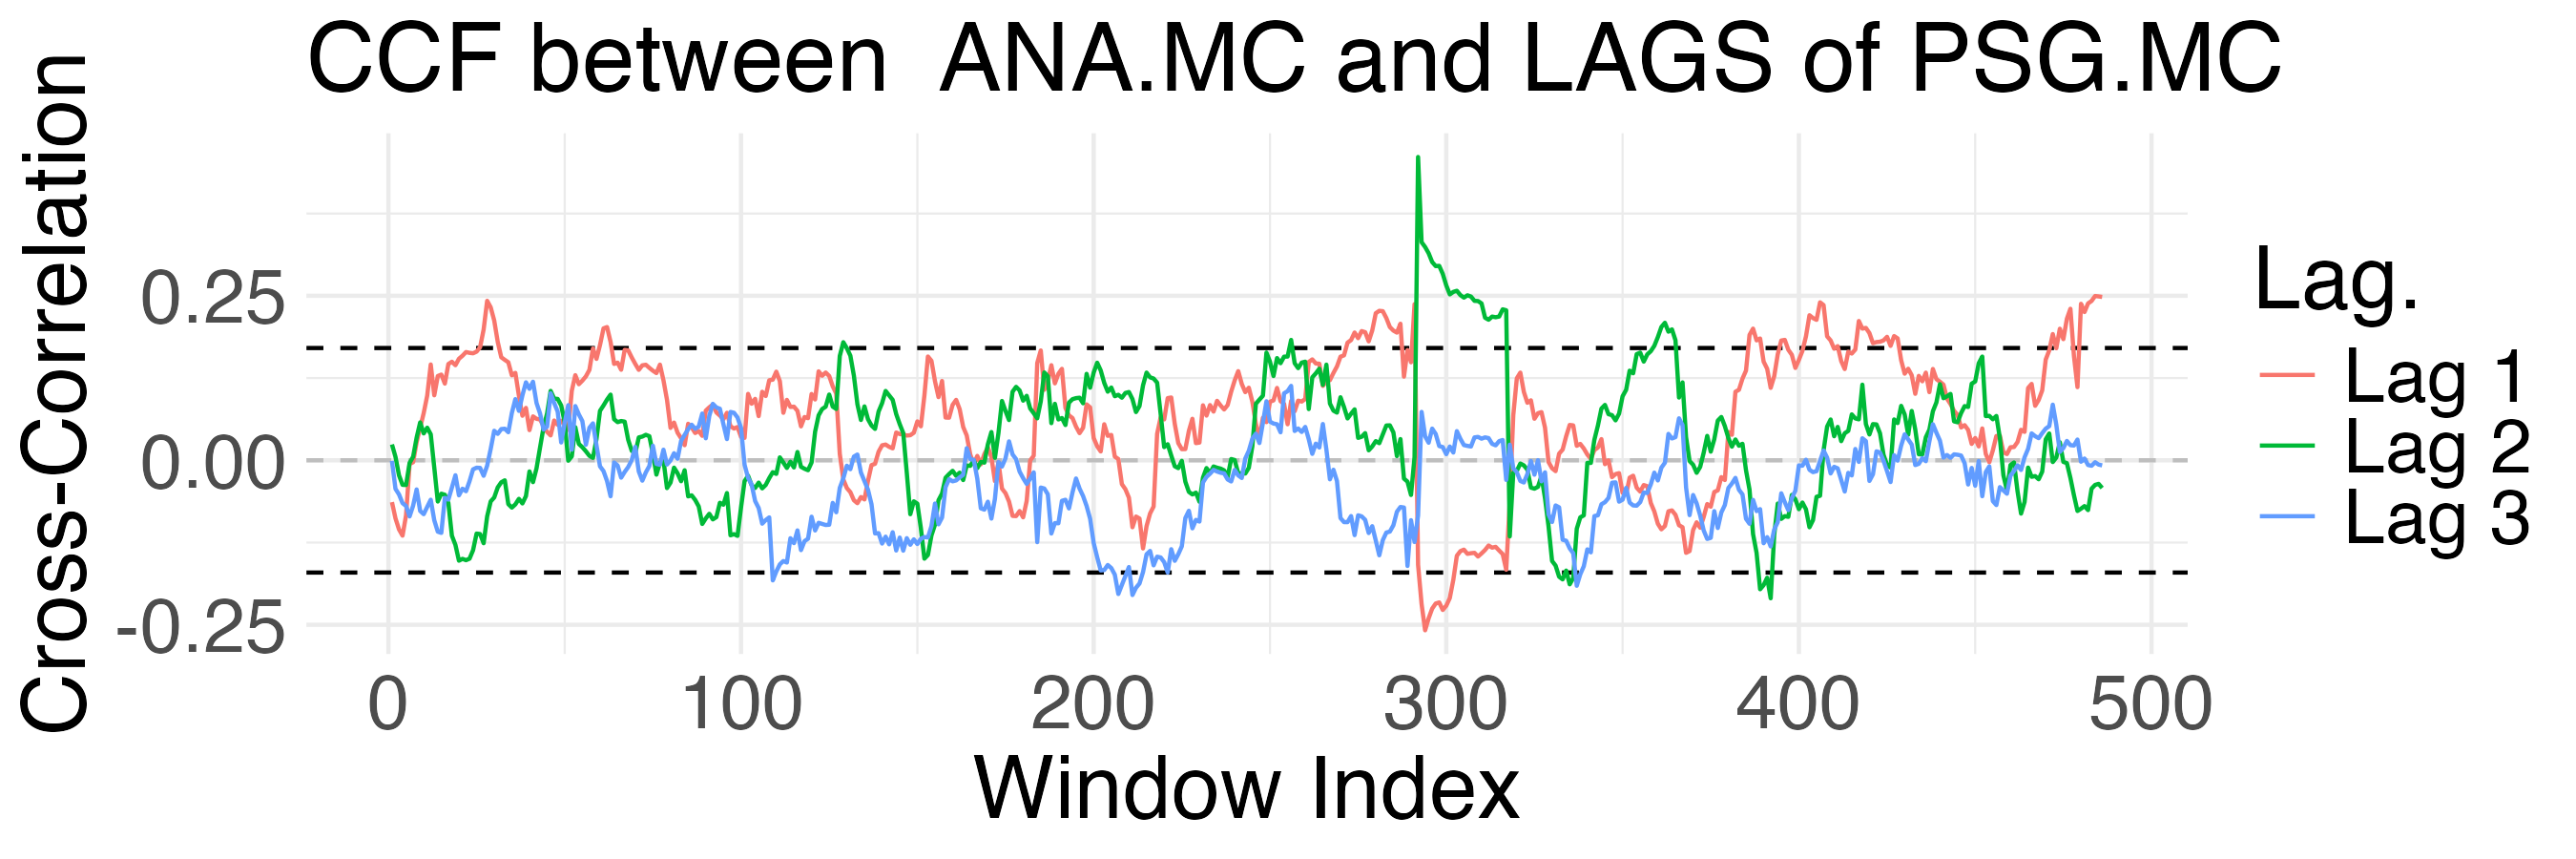 CCF between  ANA.MC and LAGS of PSG.MC
Cross-Correlation
0.25
0.00
-0.25
0 100 200 300 400 500
Window Index
Lag.
Lag 1
Lag 2
Lag 3